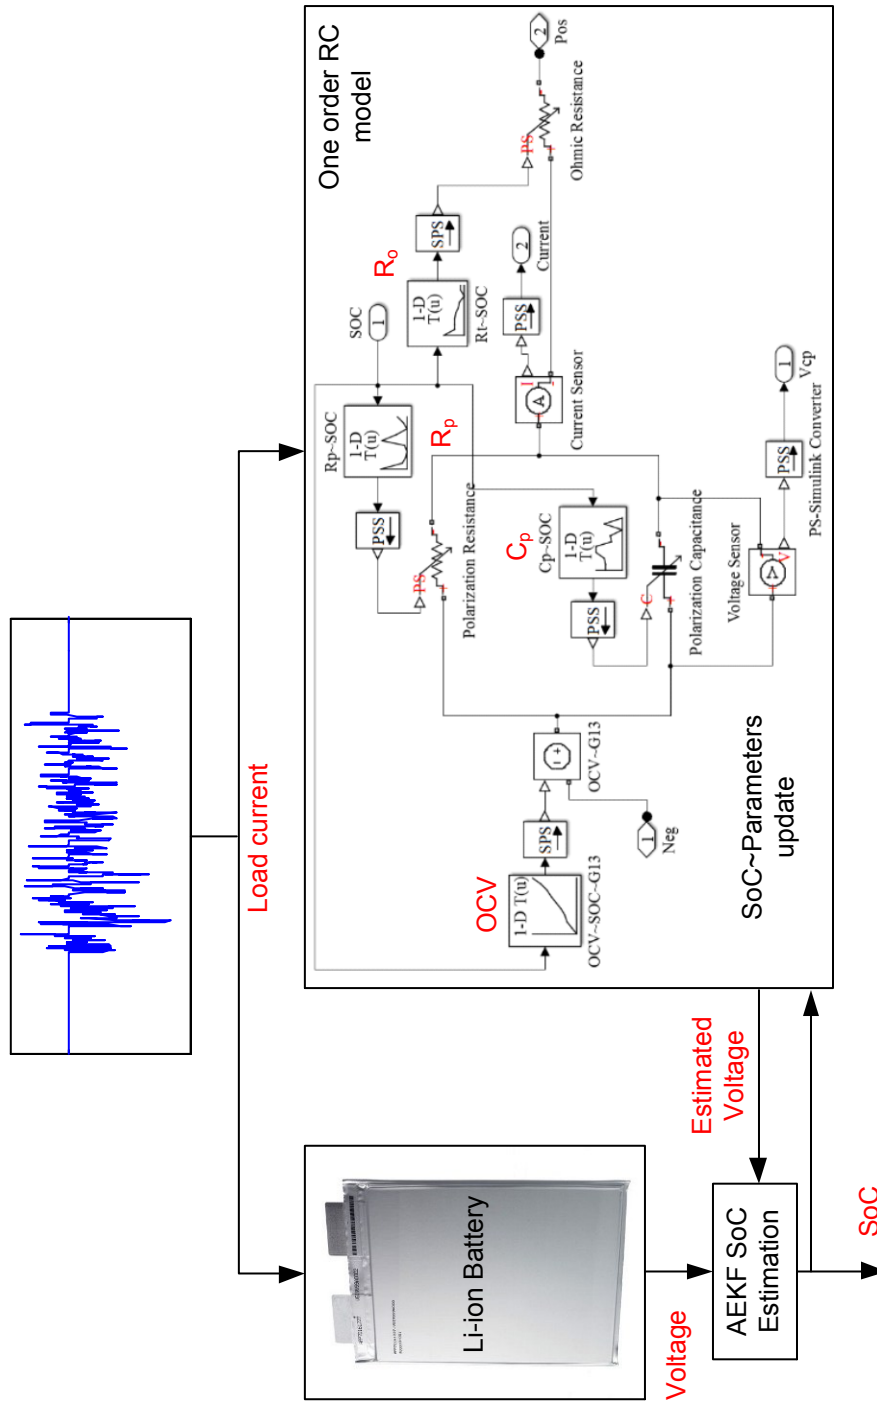 Load current
Li-ion Battery
Voltage
AEKF SoC
Estimation
SoC
Estimated
Voltage
One order RC
model
SoC~Parameters
update
OCV
1-D T(u)
OCV~SOC~G13
SPS
OCV~G13
Neg
1
Rp~SOC
1-D
T(u)
PSS
PS
Rp
Polarization Resistance
SOC
1
Ro
1-D
T(u)
Rt~SOC
SPS
PS
Ohmic Resistance
Pos
2
Cp
Cp~SOC
1-D
T(u)
PSS
C
Polarization Capacitance
A
I
Current Sensor
PSS
2
Current
Voltage Sensor
V
V
PSS
PS-Simulink Converter
1
Vcp